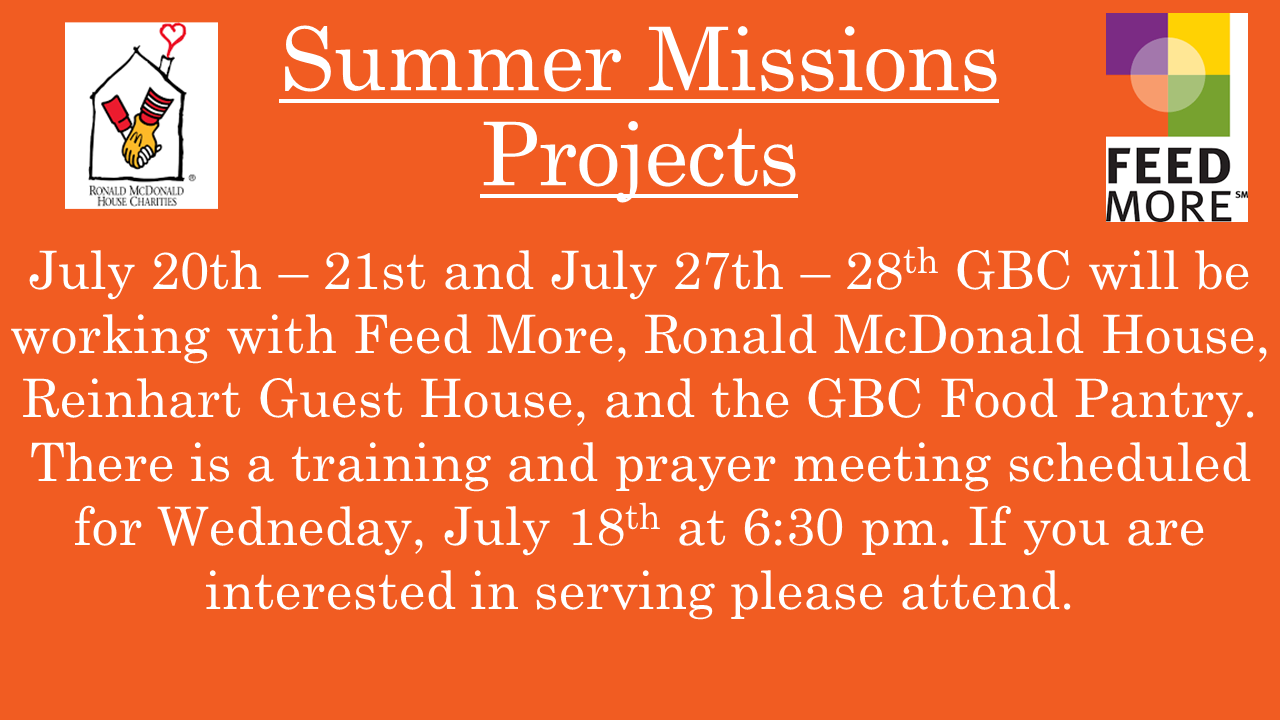 Summer Missions
Projects
RONALD MCDONALD
HOUSE CHARITIES
®
FEED
MORE SM
July 20th – 21st and July 27th – 28th GBC will be
working with Feed More, Ronald McDonald House,
Reinhart Guest House, and the GBC Food Pantry.
There is a training and prayer meeting scheduled
for Wedneday, July 18th at 6:30 pm. If you are
interested in serving please attend.